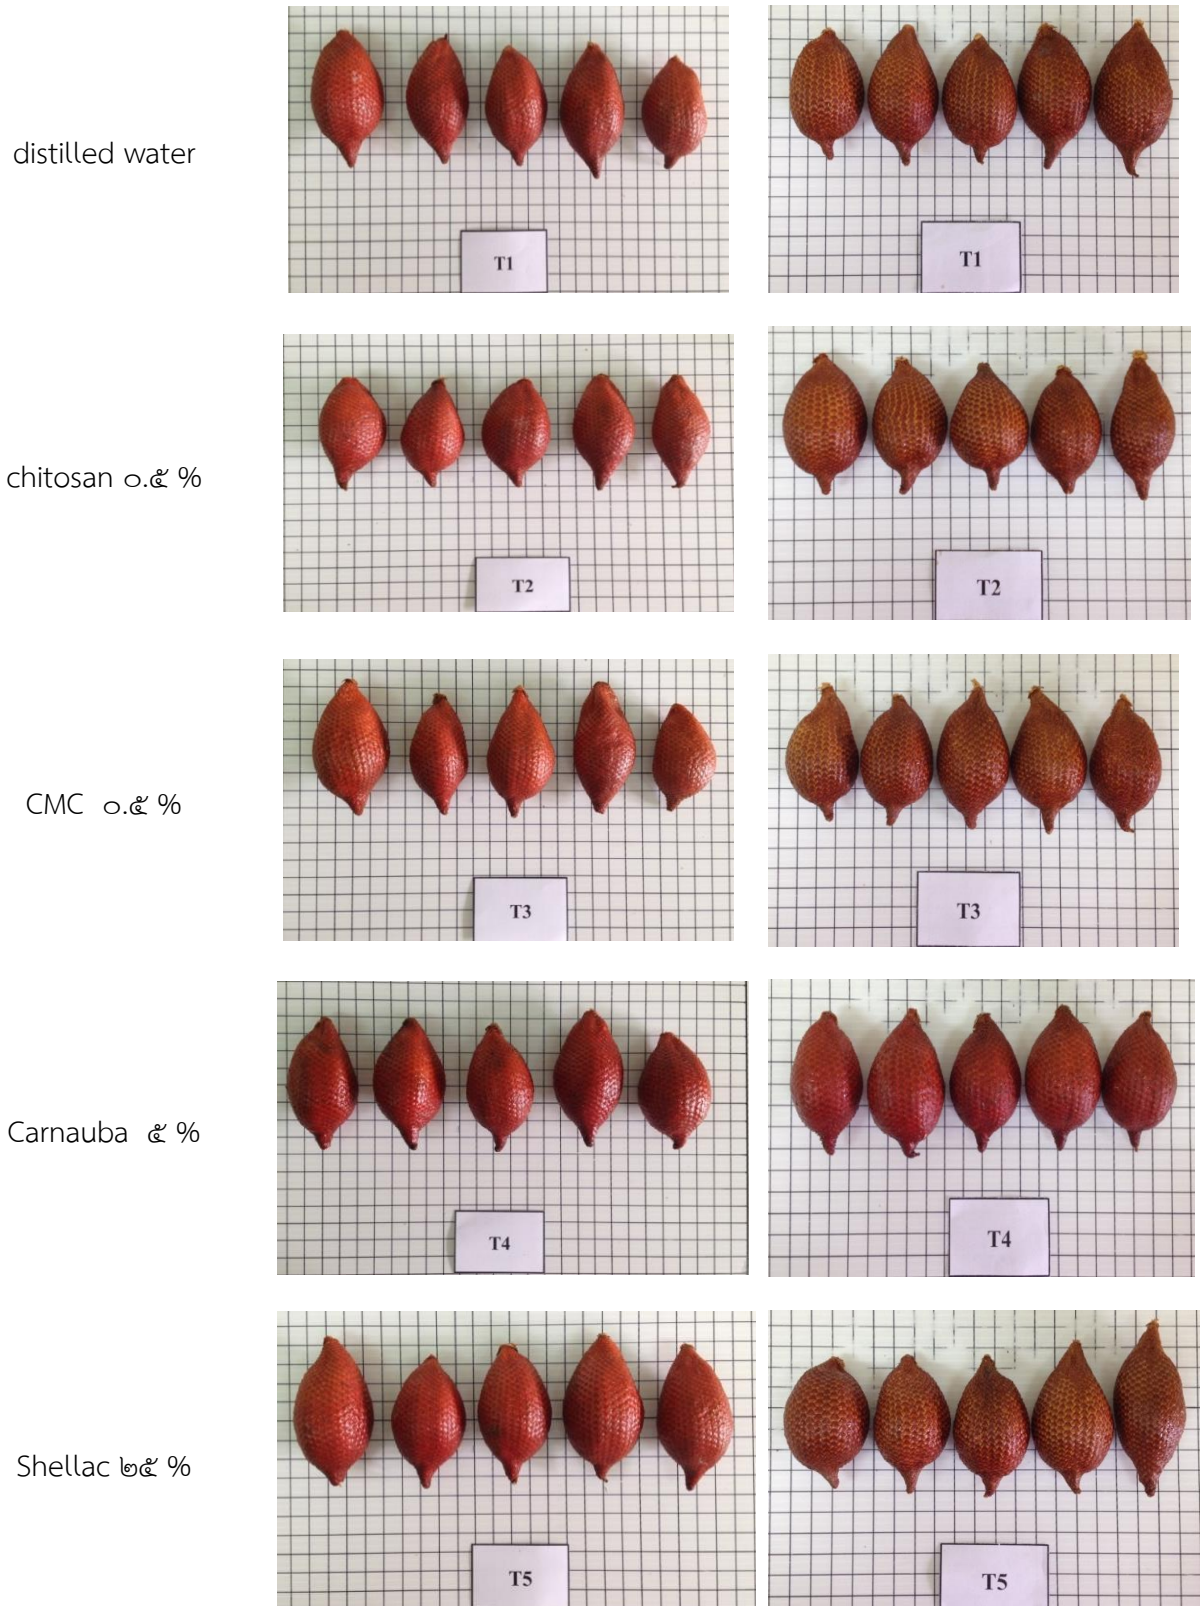 distilled water
T1
T1
chitosan ๐.๕ %
T2
T2
CMC ๐.๕ %
T3
T3
Carnauba ๕ %
T4
T4
Shellac ๒๕ %
T5
T5